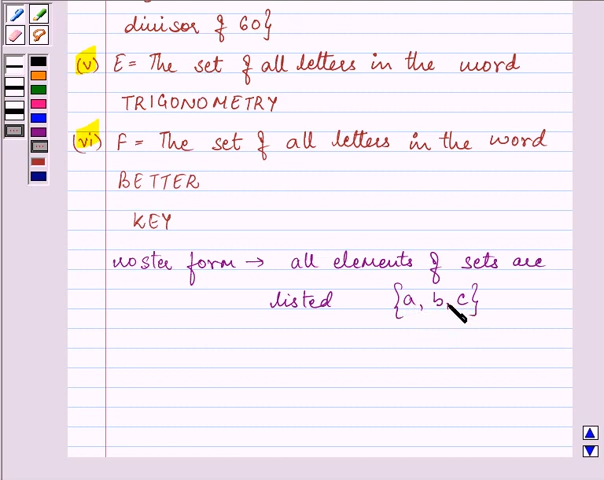 divisor of 60}
(v) E = The set of all letters in the word
TRIGONOMETRY
(vi) F = The set of all letters in the word
BETTER
KEY
roster form → all elements of sets are
listed {a, b, c}